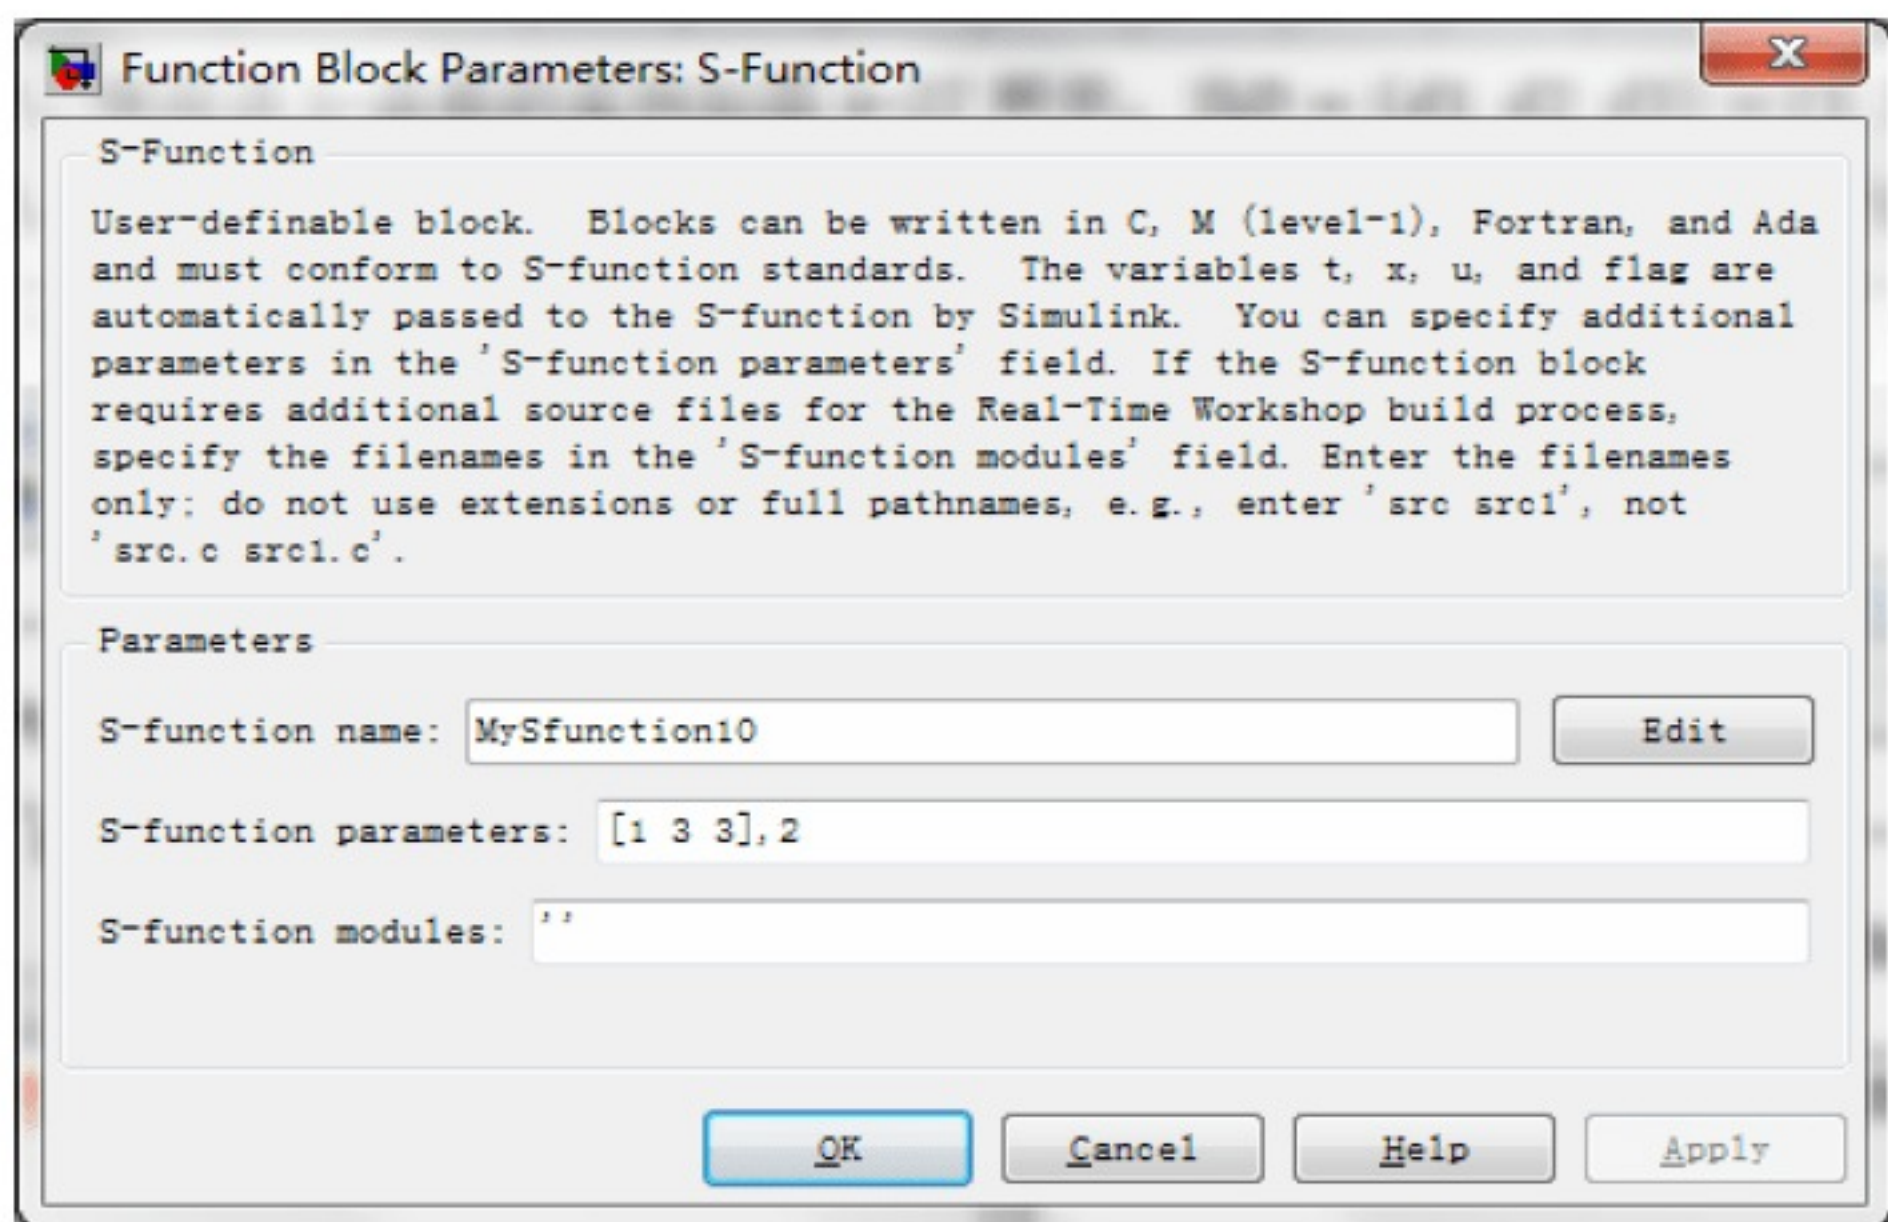 Function Block Parameters: S-Function
S-Function
User-definable block.  Blocks can be written in C, M (level-1), Fortran, and Ada
and must conform to S-function standards.  The variables t, x, u, and flag are
automatically passed to the S-function by Simulink.  You can specify additional
parameters in the 'S-function parameters' field. If the S-function block
requires additional source files for the Real-Time Workshop build process,
specify the filenames in the 'S-function modules' field. Enter the filenames
only; do not use extensions or full pathnames, e.g., enter 'src src1', not
'src.c src1.c'.
Parameters
S-function name: MySfunction10 Edit
S-function parameters: [1 3 3],2
S-function modules: ''
OK Cancel Help Apply